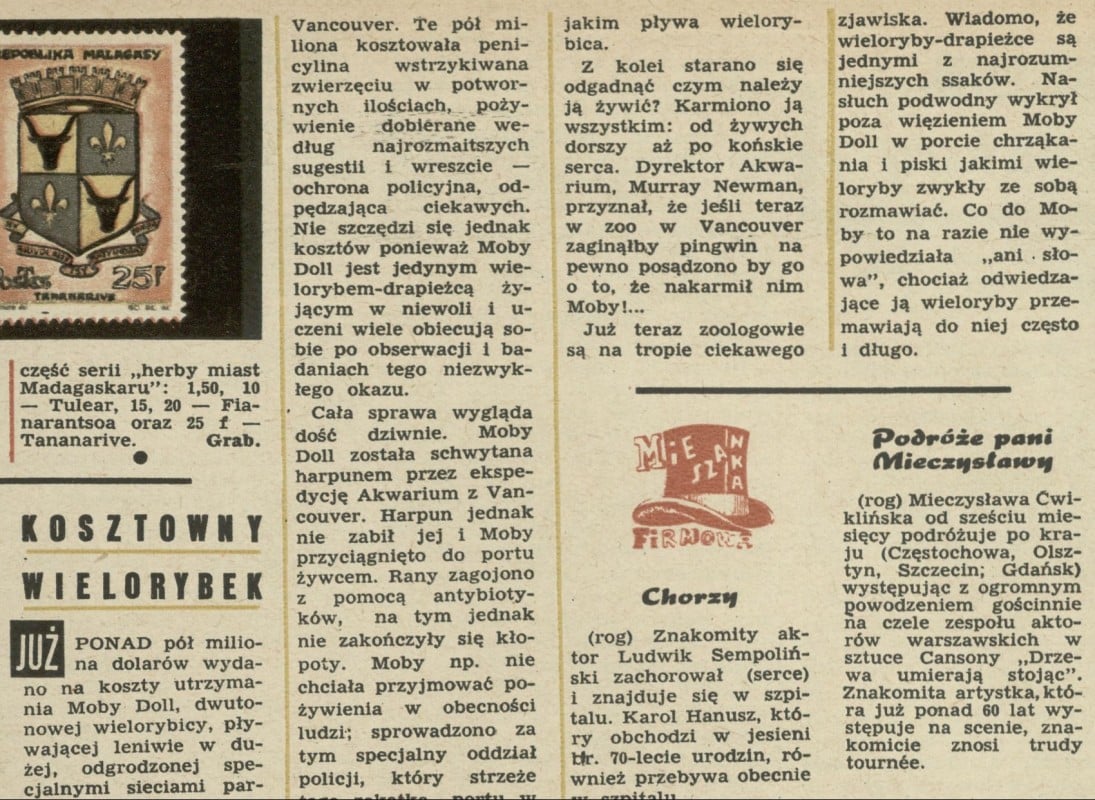 REPOBLIKA MALAGASY
25F
TANANARIVE
część serii „herby miast
Madagaskaru”: 1,50, 10
— Tulear, 15, 20 — Fia-
narantsoa oraz 25 f —
Tananarive. Grab.
KOSZTOWNY
WIELORYBEK
JUŻ PONAD pół milio-
na dolarów wyda-
no na koszty utrzyma-
nia Moby Doll, dwuto-
nowej wielorybicy, pły-
wającej leniwie w du-
żej, odgrodzonej spe-
cjalnymi sieciami par-
Vancouver. Te pół mi-
liona kosztowała peni-
cylina wstrzykiwana
zwierzęciu w potwor-
nych ilościach, poży-
wienie dobierane we-
dług najrozmaitszych
sugestii i wreszcie —
ochrona policyjna, od-
pędzająca ciekawych.
Nie szczędzi się jednak
kosztów ponieważ Moby
Doll jest jedynym wie-
lorybem-drapieżcą ży-
jącym w niewoli i u-
czeni wiele obiecują so-
bie po obserwacji i ba-
daniach tego niezwyk-
łego okazu.
Cała sprawa wygląda
dość dziwnie. Moby
Doll została schwytana
harpunem przez ekspe-
dycję Akwarium z Van-
couver. Harpun jednak
nie zabił jej i Moby
przyciągnięto do portu
żywcem. Rany zagojono
z pomocą antybioty-
ków, na tym jednak
nie zakończyły się kło-
poty. Moby np. nie
chciała przyjmować po-
żywienia w obecności
ludzi; sprowadzono za
tym specjalny oddział
policji, który strzeże
tego zakątka portu w
jakim pływa wielory-
bica.
Z kolei starano się
odgadnąć czym należy
ją żywić? Karmiono ją
wszystkim: od żywych
dorszy aż po końskie
serca. Dyrektor Akwa-
rium, Murray Newman,
przyznał, że jeśli teraz
w zoo w Vancouver
zaginąłby pingwin na
pewno posądzono by go
o to, że nakarmił nim
Moby!...
Już teraz zoologowie
są na tropie ciekawego
zjawiska. Wiadomo, że
wieloryby-drapieżce są
jednymi z najrozum-
niejszych ssaków. Na-
słuch podwodny wykrył
poza więzieniem Moby
Doll w porcie chrząka-
nia i piski jakimi wie-
loryby zwykły ze sobą
rozmawiać. Co do Mo-
by to na razie nie wy-
powiedziała „ani sło-
wa”, chociaż odwiedza-
jące ją wieloryby prze-
mawiają do niej często
i długo.
MIESZANKA
FIRMOWA
Chorzy
(rog) Znakomity ak-
tor Ludwik Sempoliń-
ski zachorował (serce)
i znajduje się w szpi-
talu. Karol Hanusz, któ-
ry obchodzi w jesieni
br. 70-lecie urodzin, ró-
wnież przebywa obecnie
w szpitalu.
Podróże pani
Mieczysławy
(rog) Mieczysława Ćwi-
klińska od sześciu mie-
sięcy podróżuje po kra-
ju (Częstochowa, Olsz-
tyn, Szczecin; Gdańsk)
występując z ogromnym
powodzeniem gościnnie
na czele zespołu akto-
rów warszawskich w
sztuce Cansony „Drze-
wa umierają stojąc”.
Znakomita artystka, któ-
ra już ponad 60 lat wy-
stępuje na scenie, zna-
komicie znosi trudy
tournée.